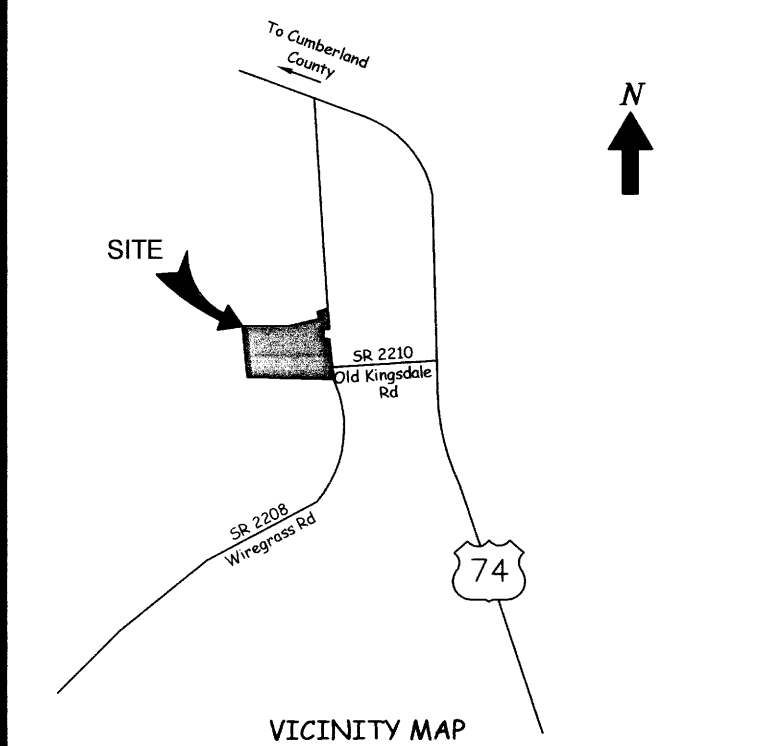 To Cumberland
County
N
SITE
SR 2210
Old Kingsdale
Rd
SR 2208
Wiregrass Rd
74
VICINITY MAP